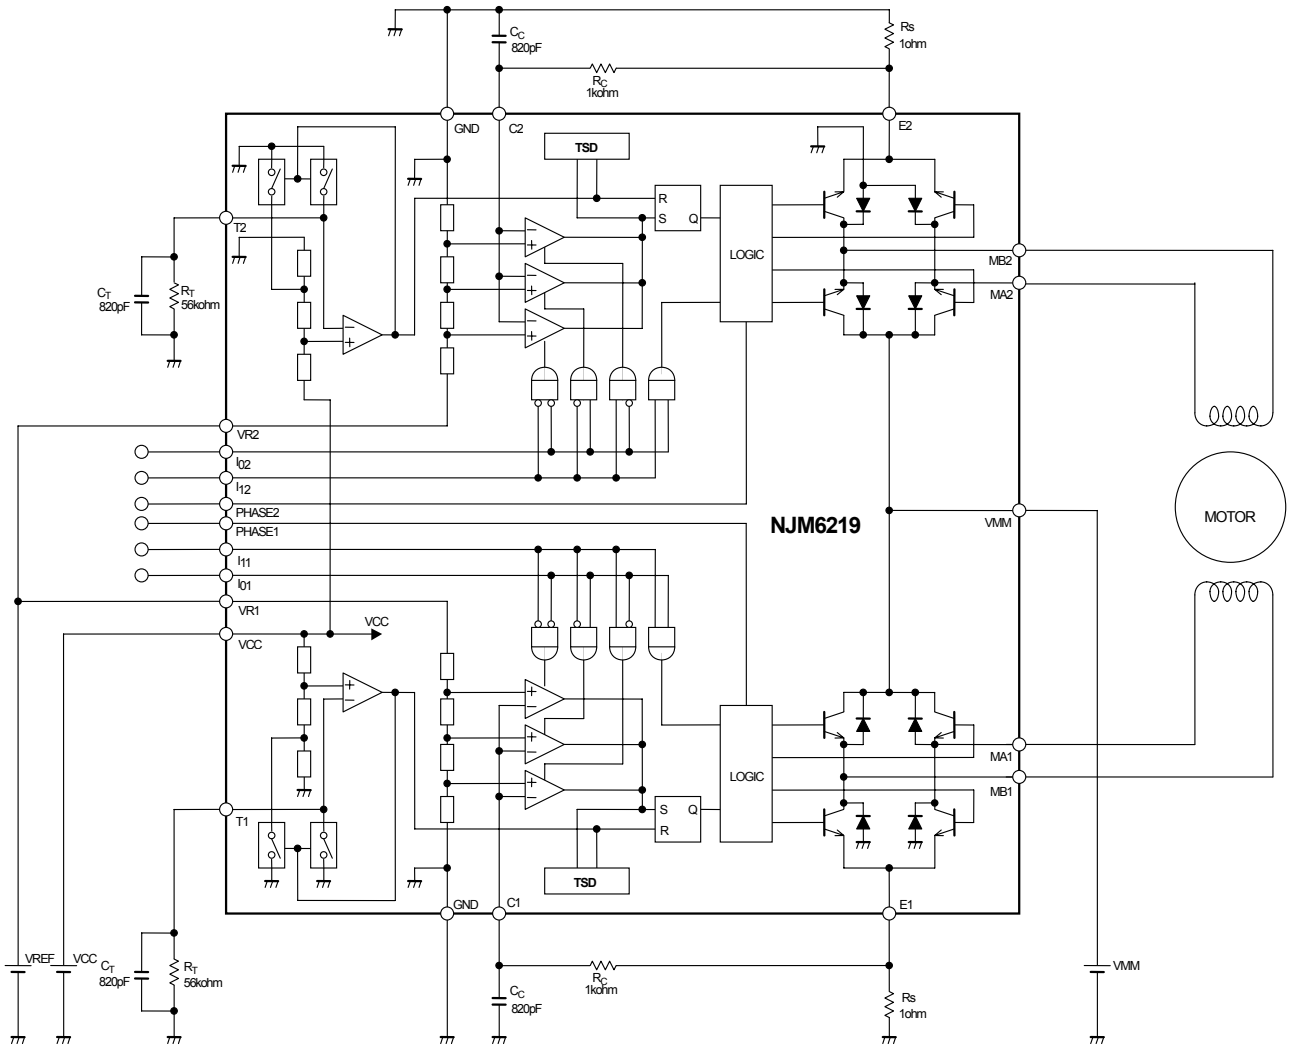 Rs
1ohm
CC
820pF
RC
1kohm
GND
C2
E2
TSD
R
S
Q
LOGIC
T2
MB2
MA2
CT
820pF
RT
56kohm
-
+
-
+
-
+
-
+
VR2
I02
I12
PHASE2
PHASE1
NJM6219
VMM
MOTOR
I11
I01
VR1
VCC
VCC
+
-
+
-
+
-
+
-
LOGIC
MA1
MB1
S
Q
R
T1
TSD
GND
C1
E1
VREF
VCC
CT
820pF
RT
56kohm
RC
1kohm
CC
820pF
Rs
1ohm
VMM